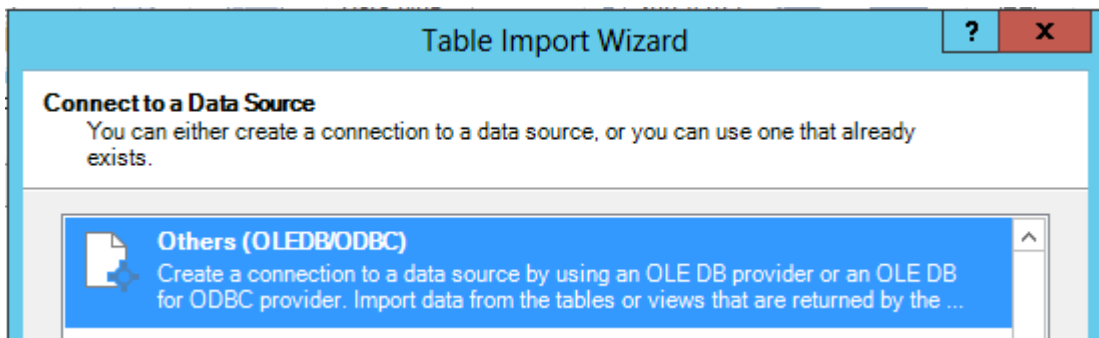 Table Import Wizard
?
x
Connect to a Data Source
You can either create a connection to a data source, or you can use one that already
exists.
Others (OLEDB/ODBC)
Create a connection to a data source by using an OLE DB provider or an OLE DB
for ODBC provider. Import data from the tables or views that are returned by the ...